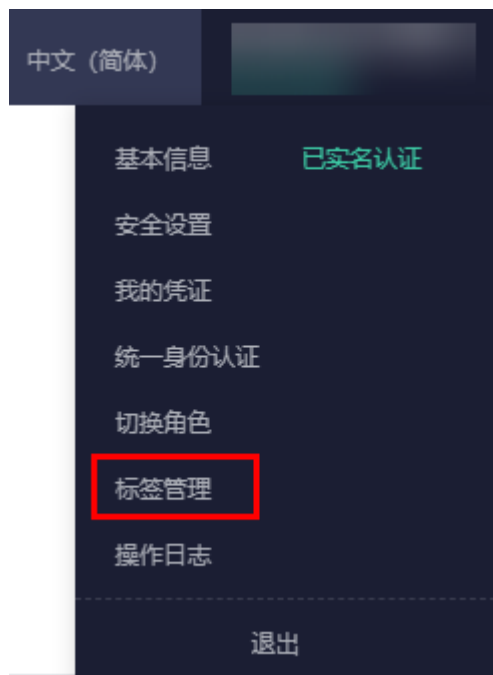 中文 (简体)
基本信息 已实名认证
安全设置
我的凭证
统一身份认证
切换角色
标签管理
操作日志
退出